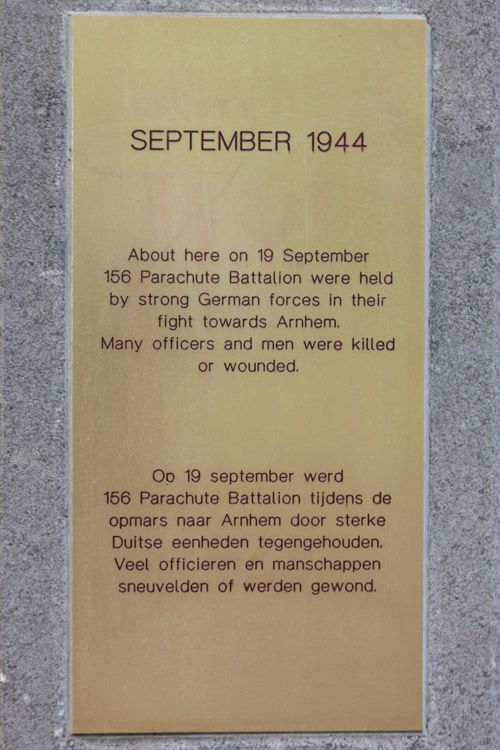 SEPTEMBER 1944
About here on 19 September
156 Parachute Battalion were held
by strong German forces in their
fight towards Arnhem.
Many officers and men were killed
or wounded.
Op 19 september werd
156 Parachute Battalion tijdens de
opmars naar Arnhem door sterke
Duitse eenheden tegengehouden.
Veel officieren en manschappen
sneuvelden of werden gewond.